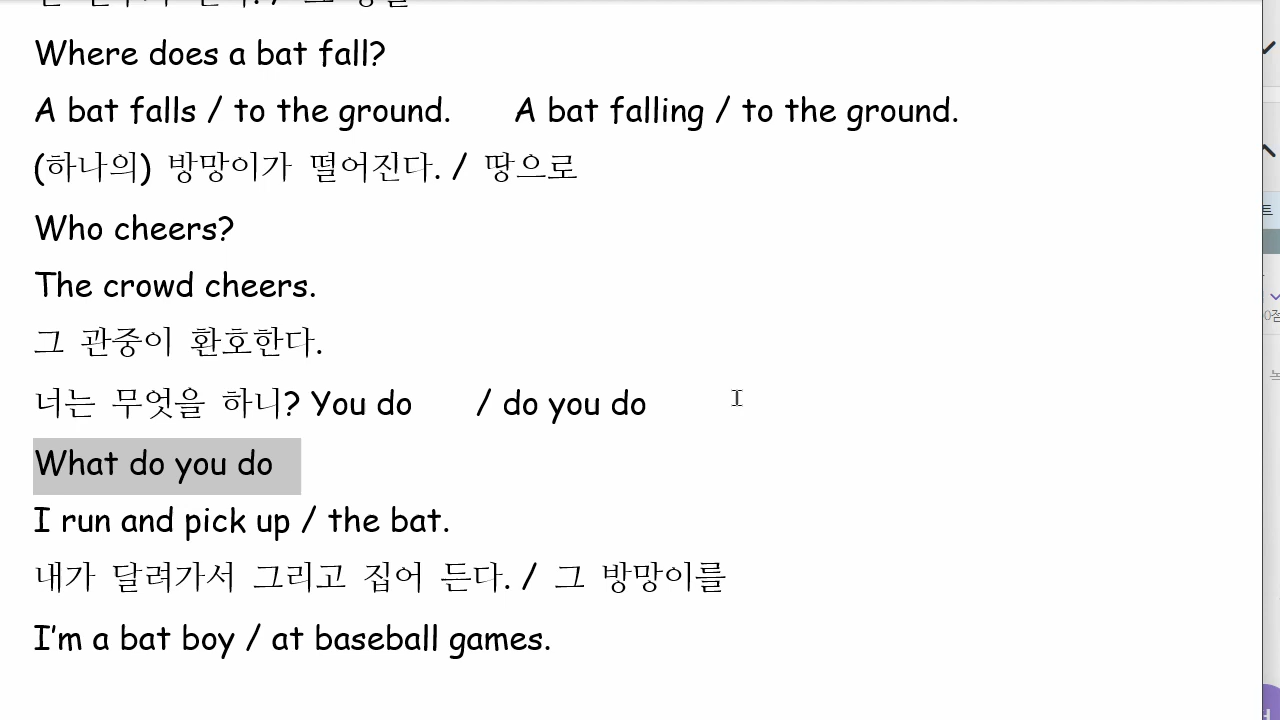 Where does a bat fall?
A bat falls / to the ground. A bat falling / to the ground.
(하나의) 방망이가 떨어진다. / 땅으로
Who cheers?
The crowd cheers.
그 관중이 환호한다.
너는 무엇을 하니? You do / do you do
What do you do
I run and pick up / the bat.
내가 달려가서 그리고 집어 든다. / 그 방망이를
I'm a bat boy / at baseball games.